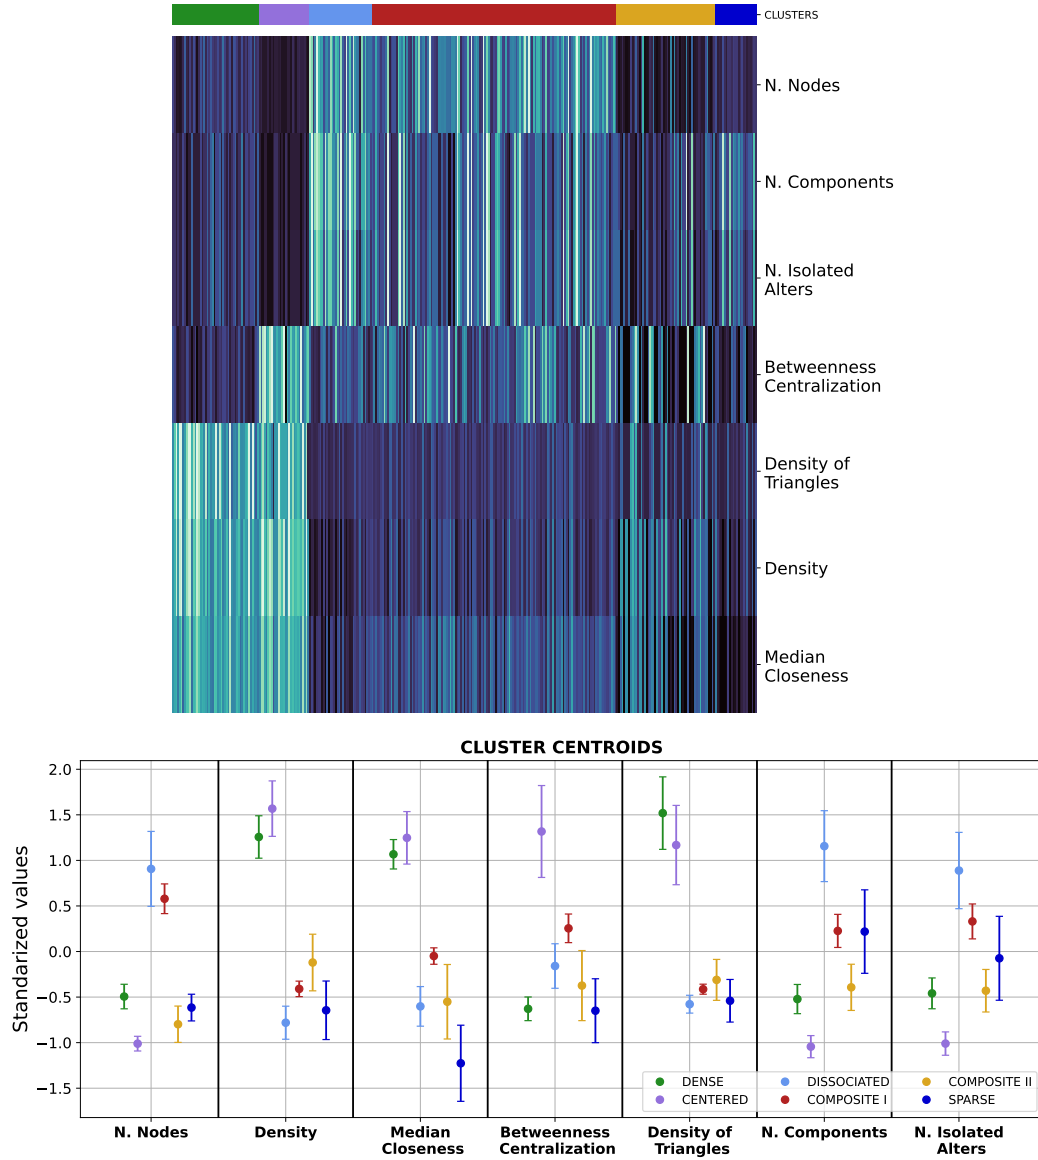 CLUSTERS
N. Nodes
N. Components
N. Isolated
Alters
Betweenness
Centralization
Density of
Triangles
Density
Median
Closeness
CLUSTER CENTROIDS
Standarized values
2.0
1.5
1.0
0.5
0.0
−0.5
−1.0
−1.5
DENSE
CENTERED
DISSOCIATED
COMPOSITE I
COMPOSITE II
SPARSE
N. Nodes
Density
Median
Closeness
Betweenness
Centralization
Density of
Triangles
N. Components
N. Isolated
Alters